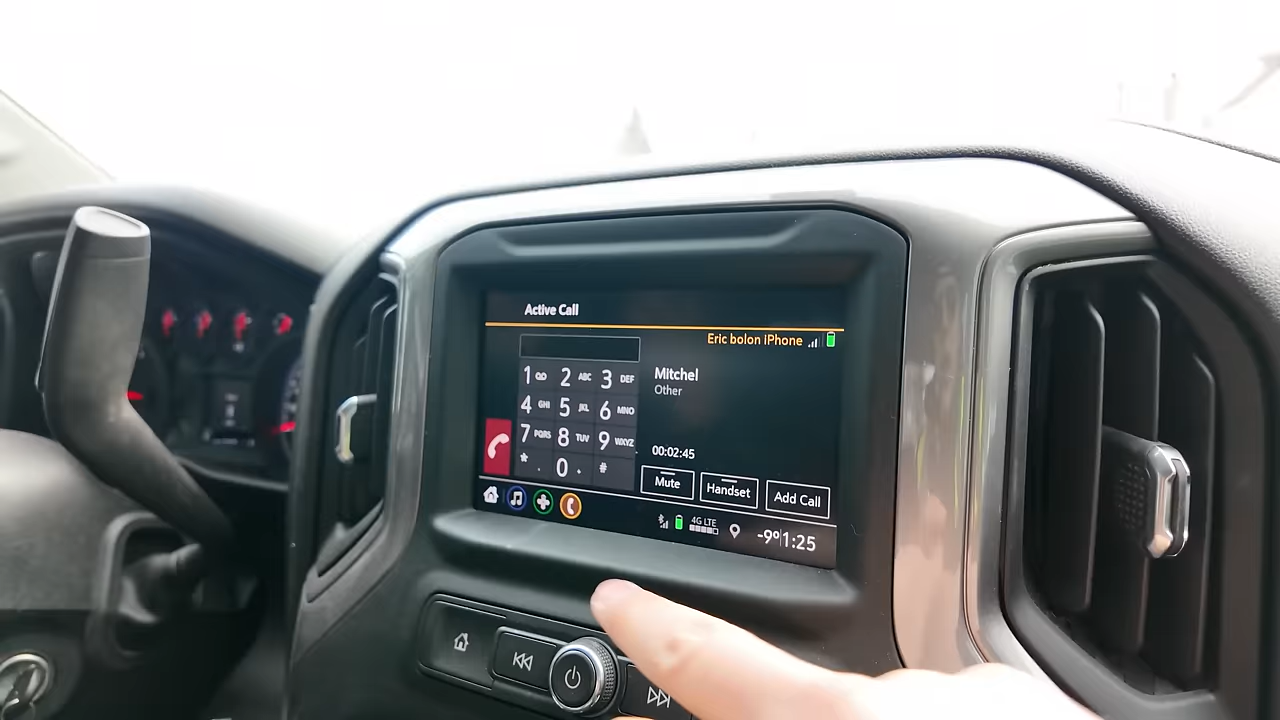 Active Call
Eric bolon IPhone
1 2 ABC 3 DEF
4 GHI 5 JKL 6 MNO
7 PQRS 8 TUV 9 WXYZ
* 0 #
Mitchel
Other
00:02:45
Mute
Handset
Add Call
4G LTE
-9° 1:25